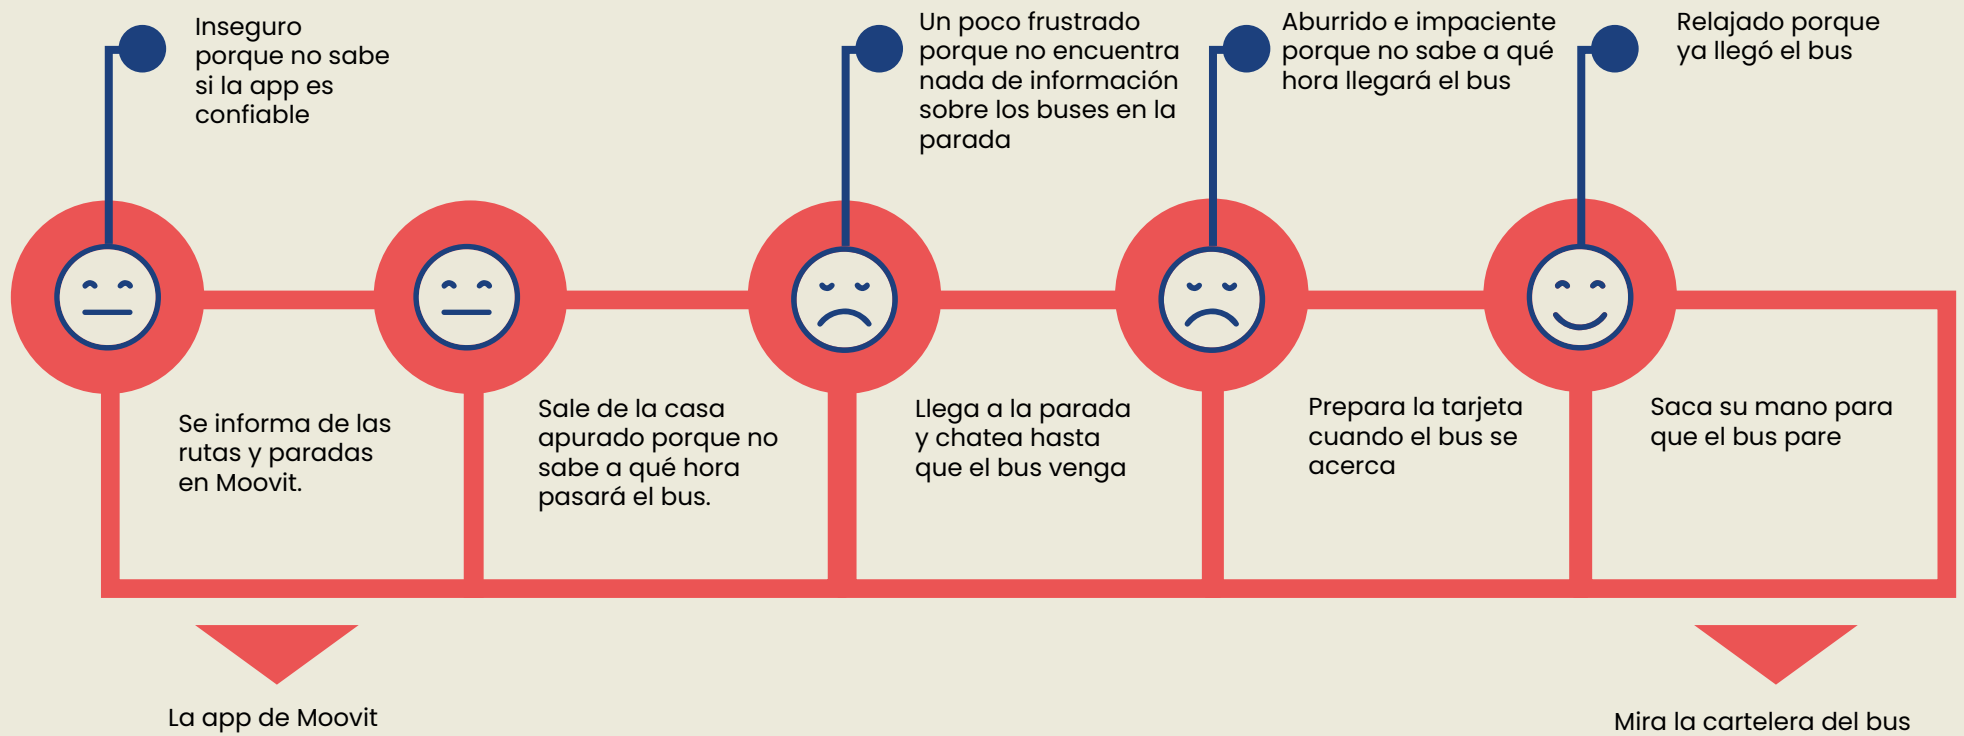 Inseguro
porque no sabe
si la app es
confiable
Un poco frustrado
porque no encuentra
nada de información
sobre los buses en la
parada
Aburrido e impaciente
porque no sabe a qué
hora llegará el bus
Relajado porque
ya llegó el bus
Se informa de las
rutas y paradas
en Moovit.
Sale de la casa
apurado porque no
sabe a qué hora
pasará el bus.
Llega a la parada
y chatea hasta
que el bus venga
Prepara la tarjeta
cuando el bus se
acerca
Saca su mano para
que el bus pare
La app de Moovit
Mira la cartelera del bus